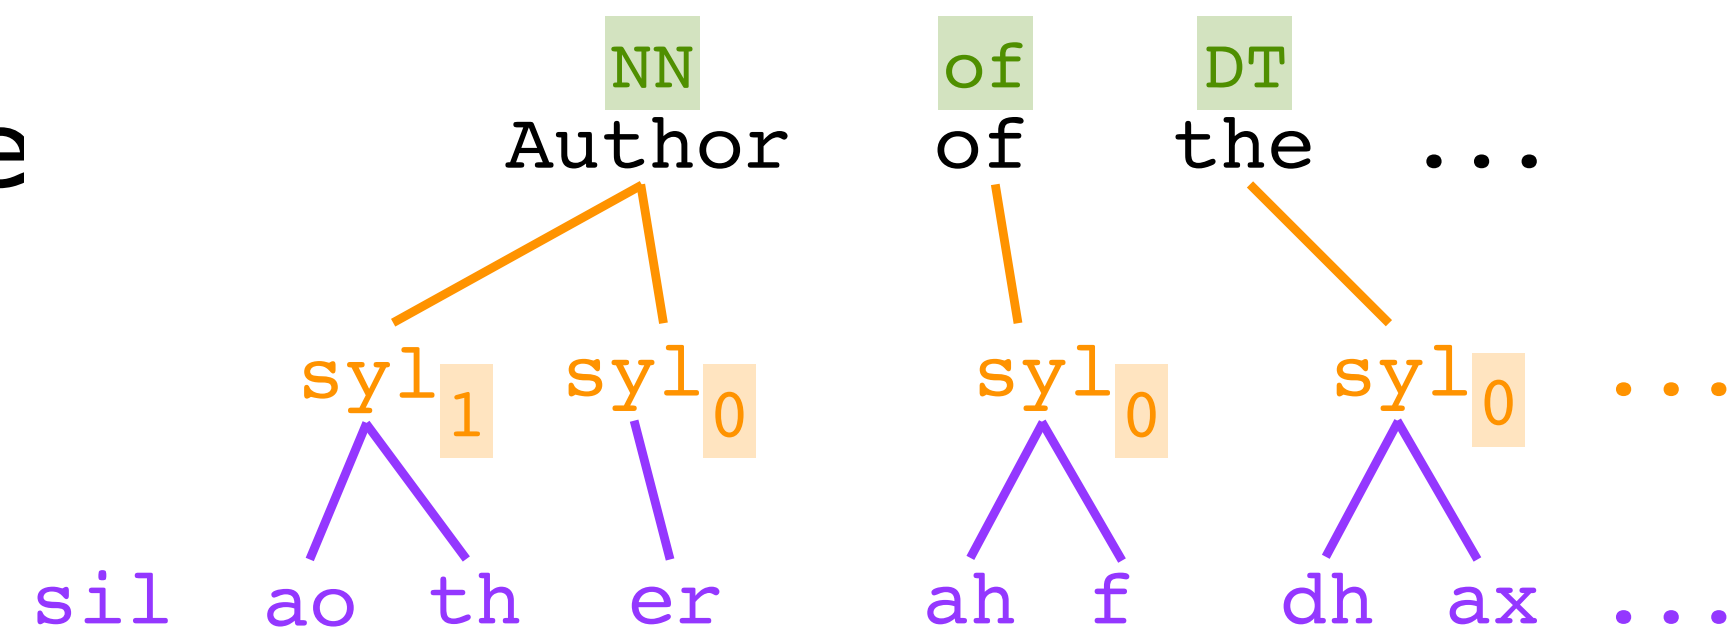 NN of DT
e Author of the ...
syl1 syl0 syl0 syl0 ...
sil ao th er ah f dh ax ...